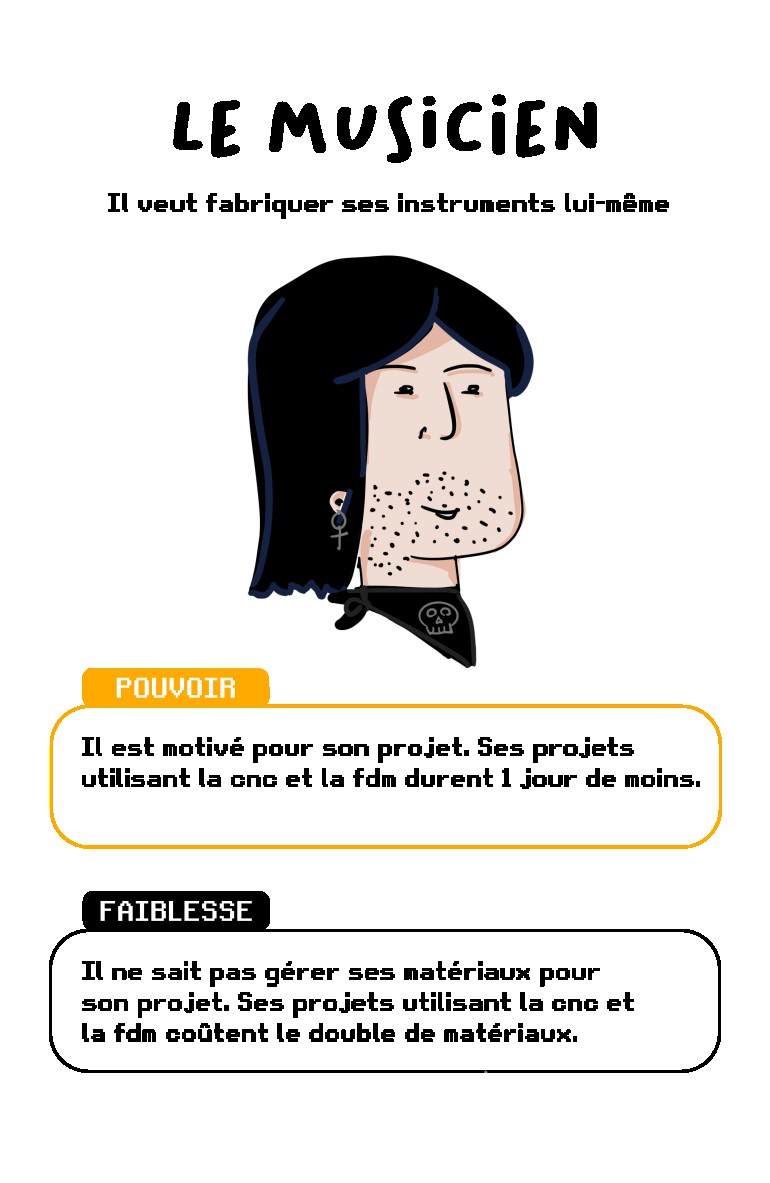 LE MUSiCiEN
Il veut fabriquer ses instruments lui-même
POUVOIR
Il est motivé pour son projet. Ses projets
utilisant la cnc et la fdm durent 1 jour de moins.
FAIBLESSE
Il ne sait pas gérer ses matériaux pour
son projet. Ses projets utilisant la cnc et
la fdm coûtent le double de matériaux.